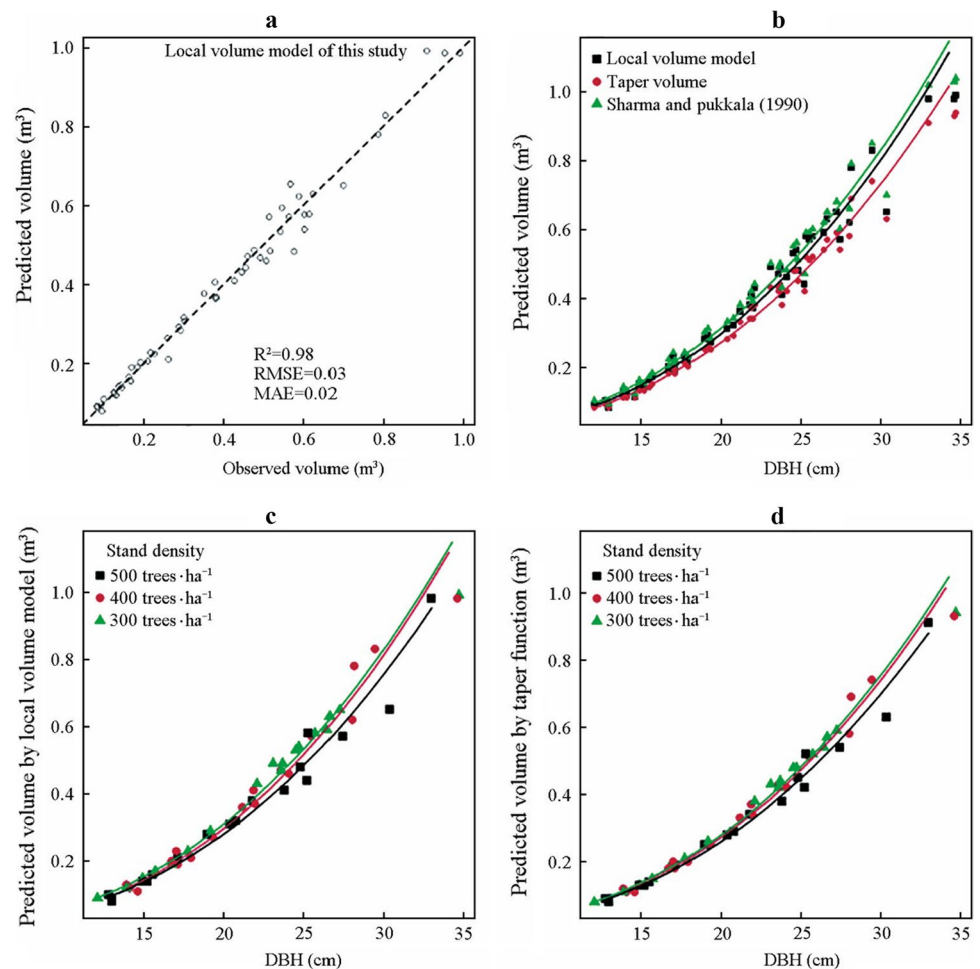 a
Predicted volume (m³)
1.0
0.8
0.6
0.4
0.2
Local volume model of this study
R²=0.98
RMSE=0.03
MAE=0.02
0.2
0.4
0.6
0.8
1.0
Observed volume (m³)
b
Predicted volume (m³)
1.0
0.8
0.6
0.4
0.2
Local volume model
Taper volume
Sharma and pukkala (1990)
15
20
25
30
35
DBH (cm)
c
Predicted volume by local volume model (m³)
1.0
0.8
0.6
0.4
0.2
Stand density
500 trees·ha⁻¹
400 trees·ha⁻¹
300 trees·ha⁻¹
15
20
25
30
35
DBH (cm)
d
Predicted volume by taper function (m³)
1.0
0.8
0.6
0.4
0.2
Stand density
500 trees·ha⁻¹
400 trees·ha⁻¹
300 trees·ha⁻¹
15
20
25
30
35
DBH (cm)